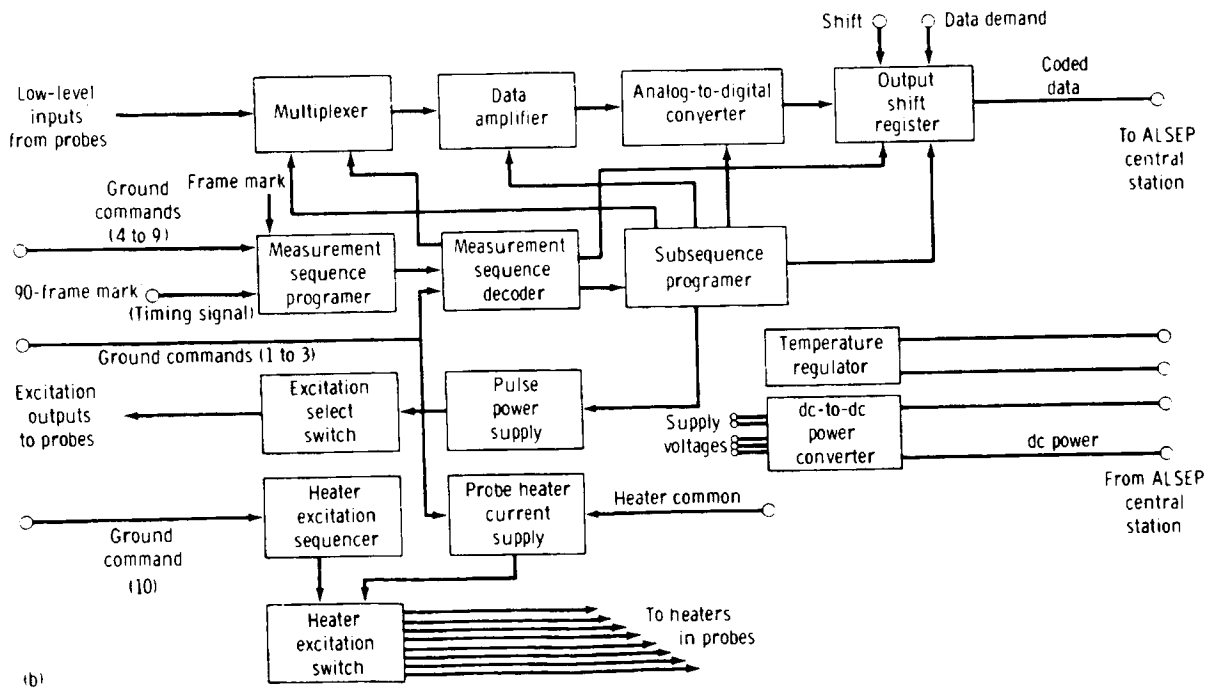 Shift
Data demand
Low-level
inputs
from probes
Multiplexer
Data
amplifier
Analog-to-digital
converter
Output
shift
register
Coded
data
To ALSEP
central
station
Ground
commands
(4 to 9)
Frame mark
Measurement
sequence
programer
Measurement
sequence
decoder
Subsequence
programer
90-frame mark
(Timing signal)
Ground commands (1 to 3)
Temperature
regulator
Excitation
outputs
to probes
Excitation
select
switch
Pulse
power
supply
Supply
voltages
dc-to-dc
power
converter
dc power
From ALSEP
central
station
Heater
excitation
sequencer
Probe heater
current
supply
Heater common
Ground
command
(10)
Heater
excitation
switch
To heaters
in probes
(b)